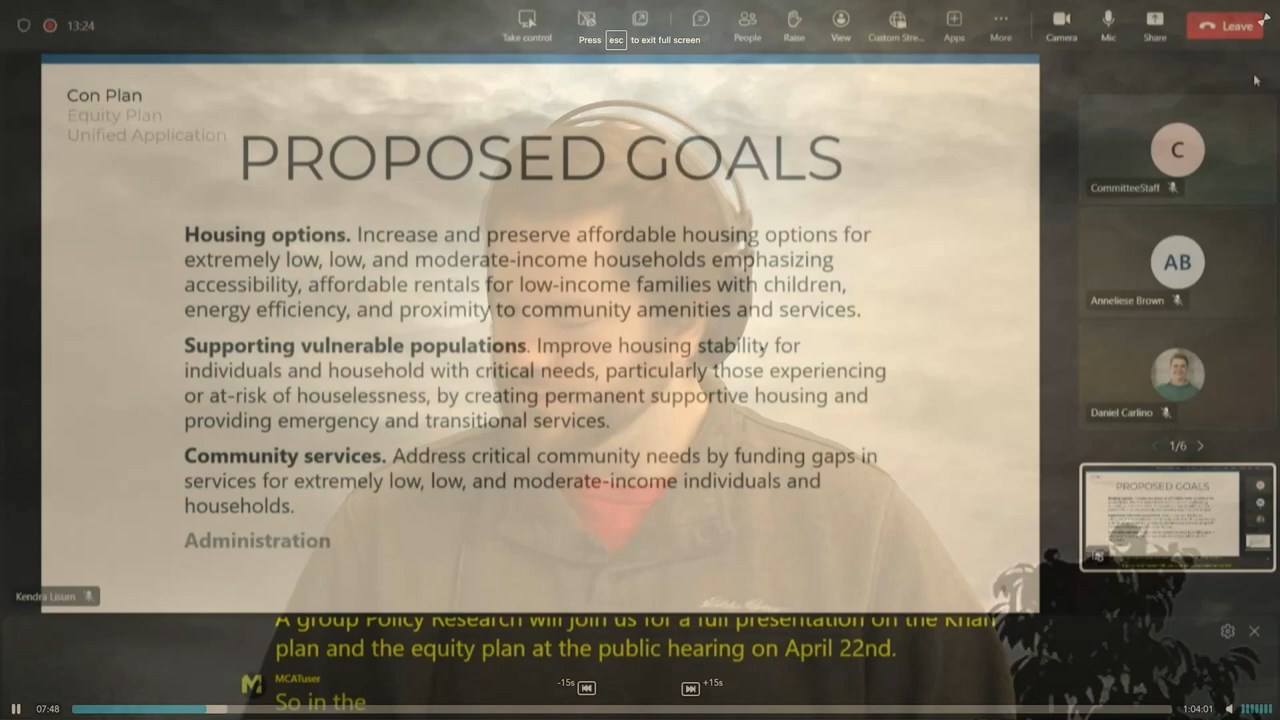 13:24
Take control
People
Raise
View
Custom Stre...
Apps
More
Camera
Mic
Share
Leave
Press esc to exit full screen
Con Plan
Equity Plan
Unified Application
PROPOSED GOALS
Housing options. Increase and preserve affordable housing options for
extremely low, low, and moderate-income households emphasizing
accessibility, affordable rentals for low-income families with children,
energy efficiency, and proximity to community amenities and services.
Supporting vulnerable populations. Improve housing stability for
individuals and household with critical needs, particularly those experiencing
or at-risk of houselessness, by creating permanent supportive housing and
providing emergency and transitional services.
Community services. Address critical community needs by funding gaps in
services for extremely low, low, and moderate-income individuals and
households.
Administration
C
CommitteeStaff
AB
Anneliese Brown
Daniel Carlino
1/6
PROPOSED GOALS
Kendra Lisum
A group Policy Research will join us for a full presentation on the Khan
plan and the equity plan at the public hearing on April 22nd.
MCATuser
So in the
-15s
+15s
07:48
1:04:01